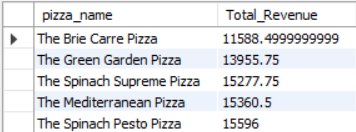 pizza_name Total_Revenue
The Brie Carre Pizza 11588.4999999999
The Green Garden Pizza 13955.75
The Spinach Supreme Pizza 15277.75
The Mediterranean Pizza 15360.5
The Spinach Pesto Pizza 15596